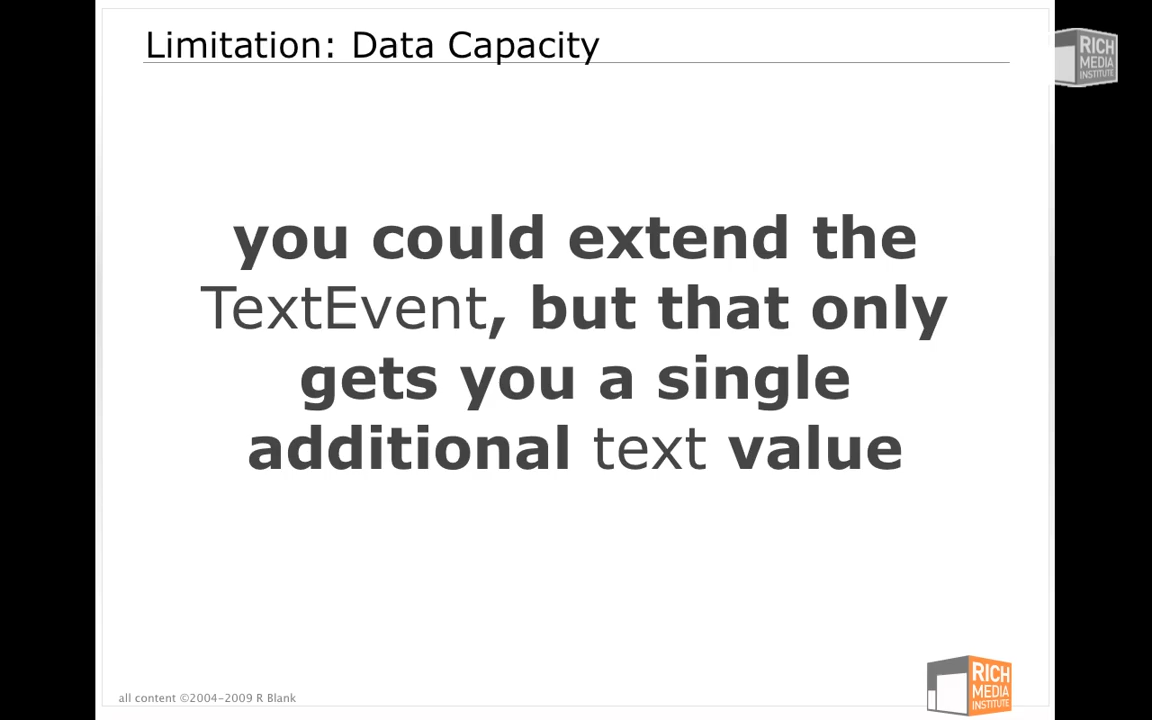 Limitation: Data Capacity
RICH
MEDIA
INSTITUTE
you could extend the
TextEvent, but that only
gets you a single
additional text value
all content ©2004-2009 R Blank
RICH
MEDIA
INSTITUTE